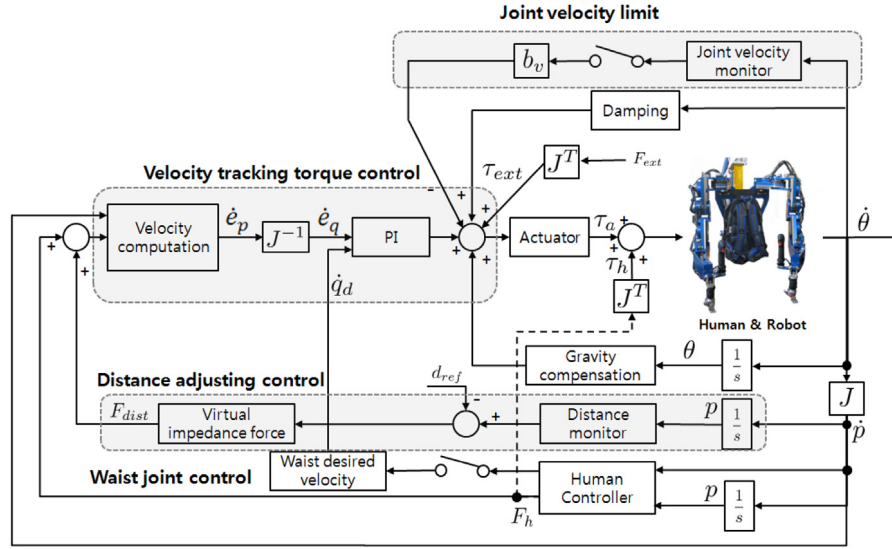 Joint velocity limit
b_v
Joint velocity
monitor
Damping
Velocity tracking torque control
-
+
τ_ext
J^T
F_ext
+
+
Velocity
computation
ė_p
J^{-1}
ė_q
PI
+
+
Actuator
τ_a
+
+
θ̇
+
+
q̇_d
τ_h
J^T
Human & Robot
Gravity
compensation
θ
1/s
J
Distance adjusting control
d_ref
-
F_dist
Virtual
impedance force
+
Distance
monitor
p
1/s
ṗ
Waist joint control
Waist desired
velocity
Human
Controller
p
1/s
F_h